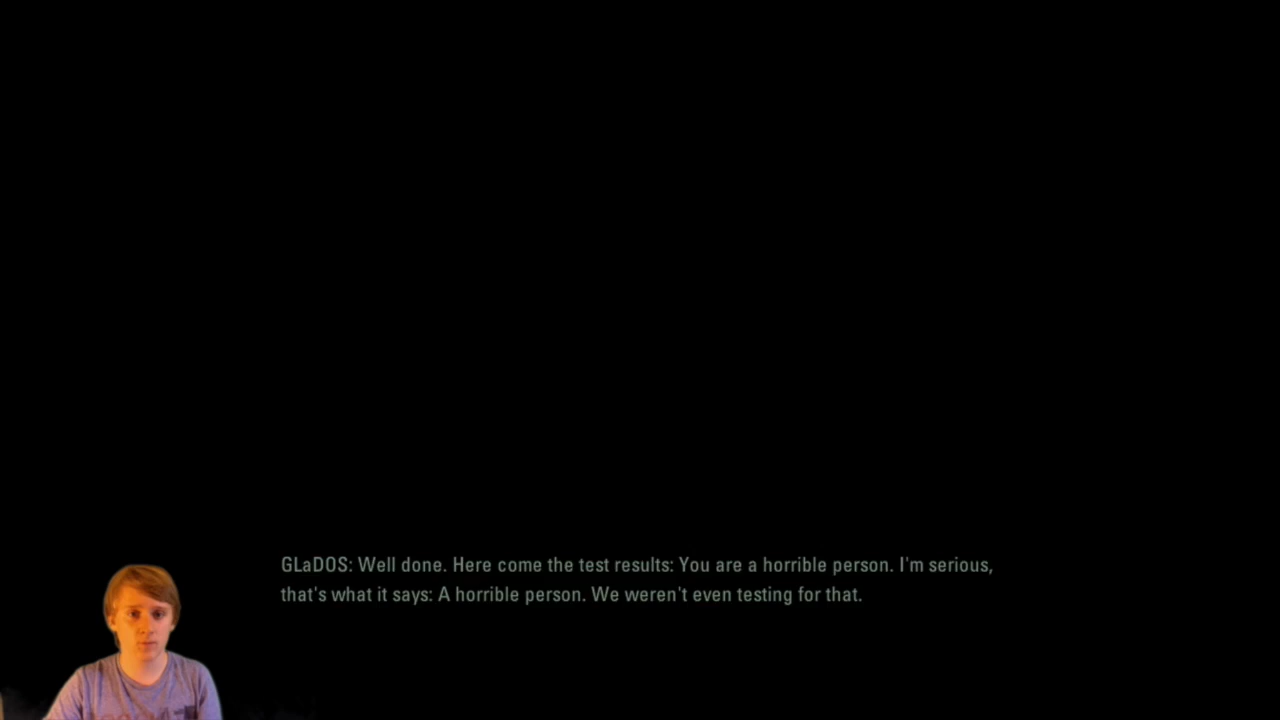 GLaDOS: Well done. Here come the test results: You are a horrible person. I'm serious,
that's what it says: A horrible person. We weren't even testing for that.